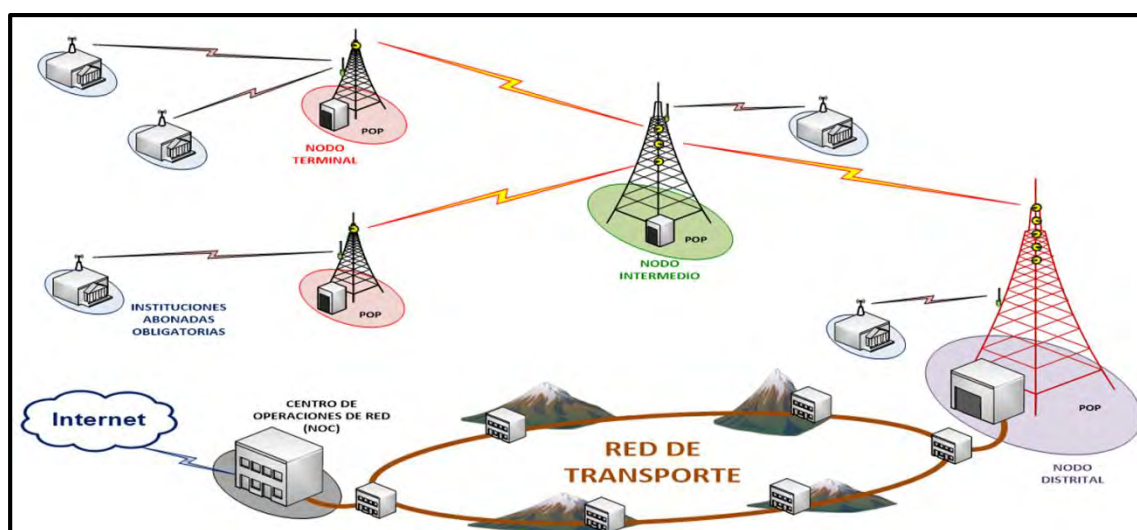 POP
NODO
TERMINAL
POP
NODO
INTERMEDIO
POP
INSTITUCIONES
ABONADAS
OBLIGATORIAS
POP
NODO
DISTRITAL
Internet
CENTRO DE
OPERACIONES DE RED
(NOC)
RED DE
TRANSPORTE